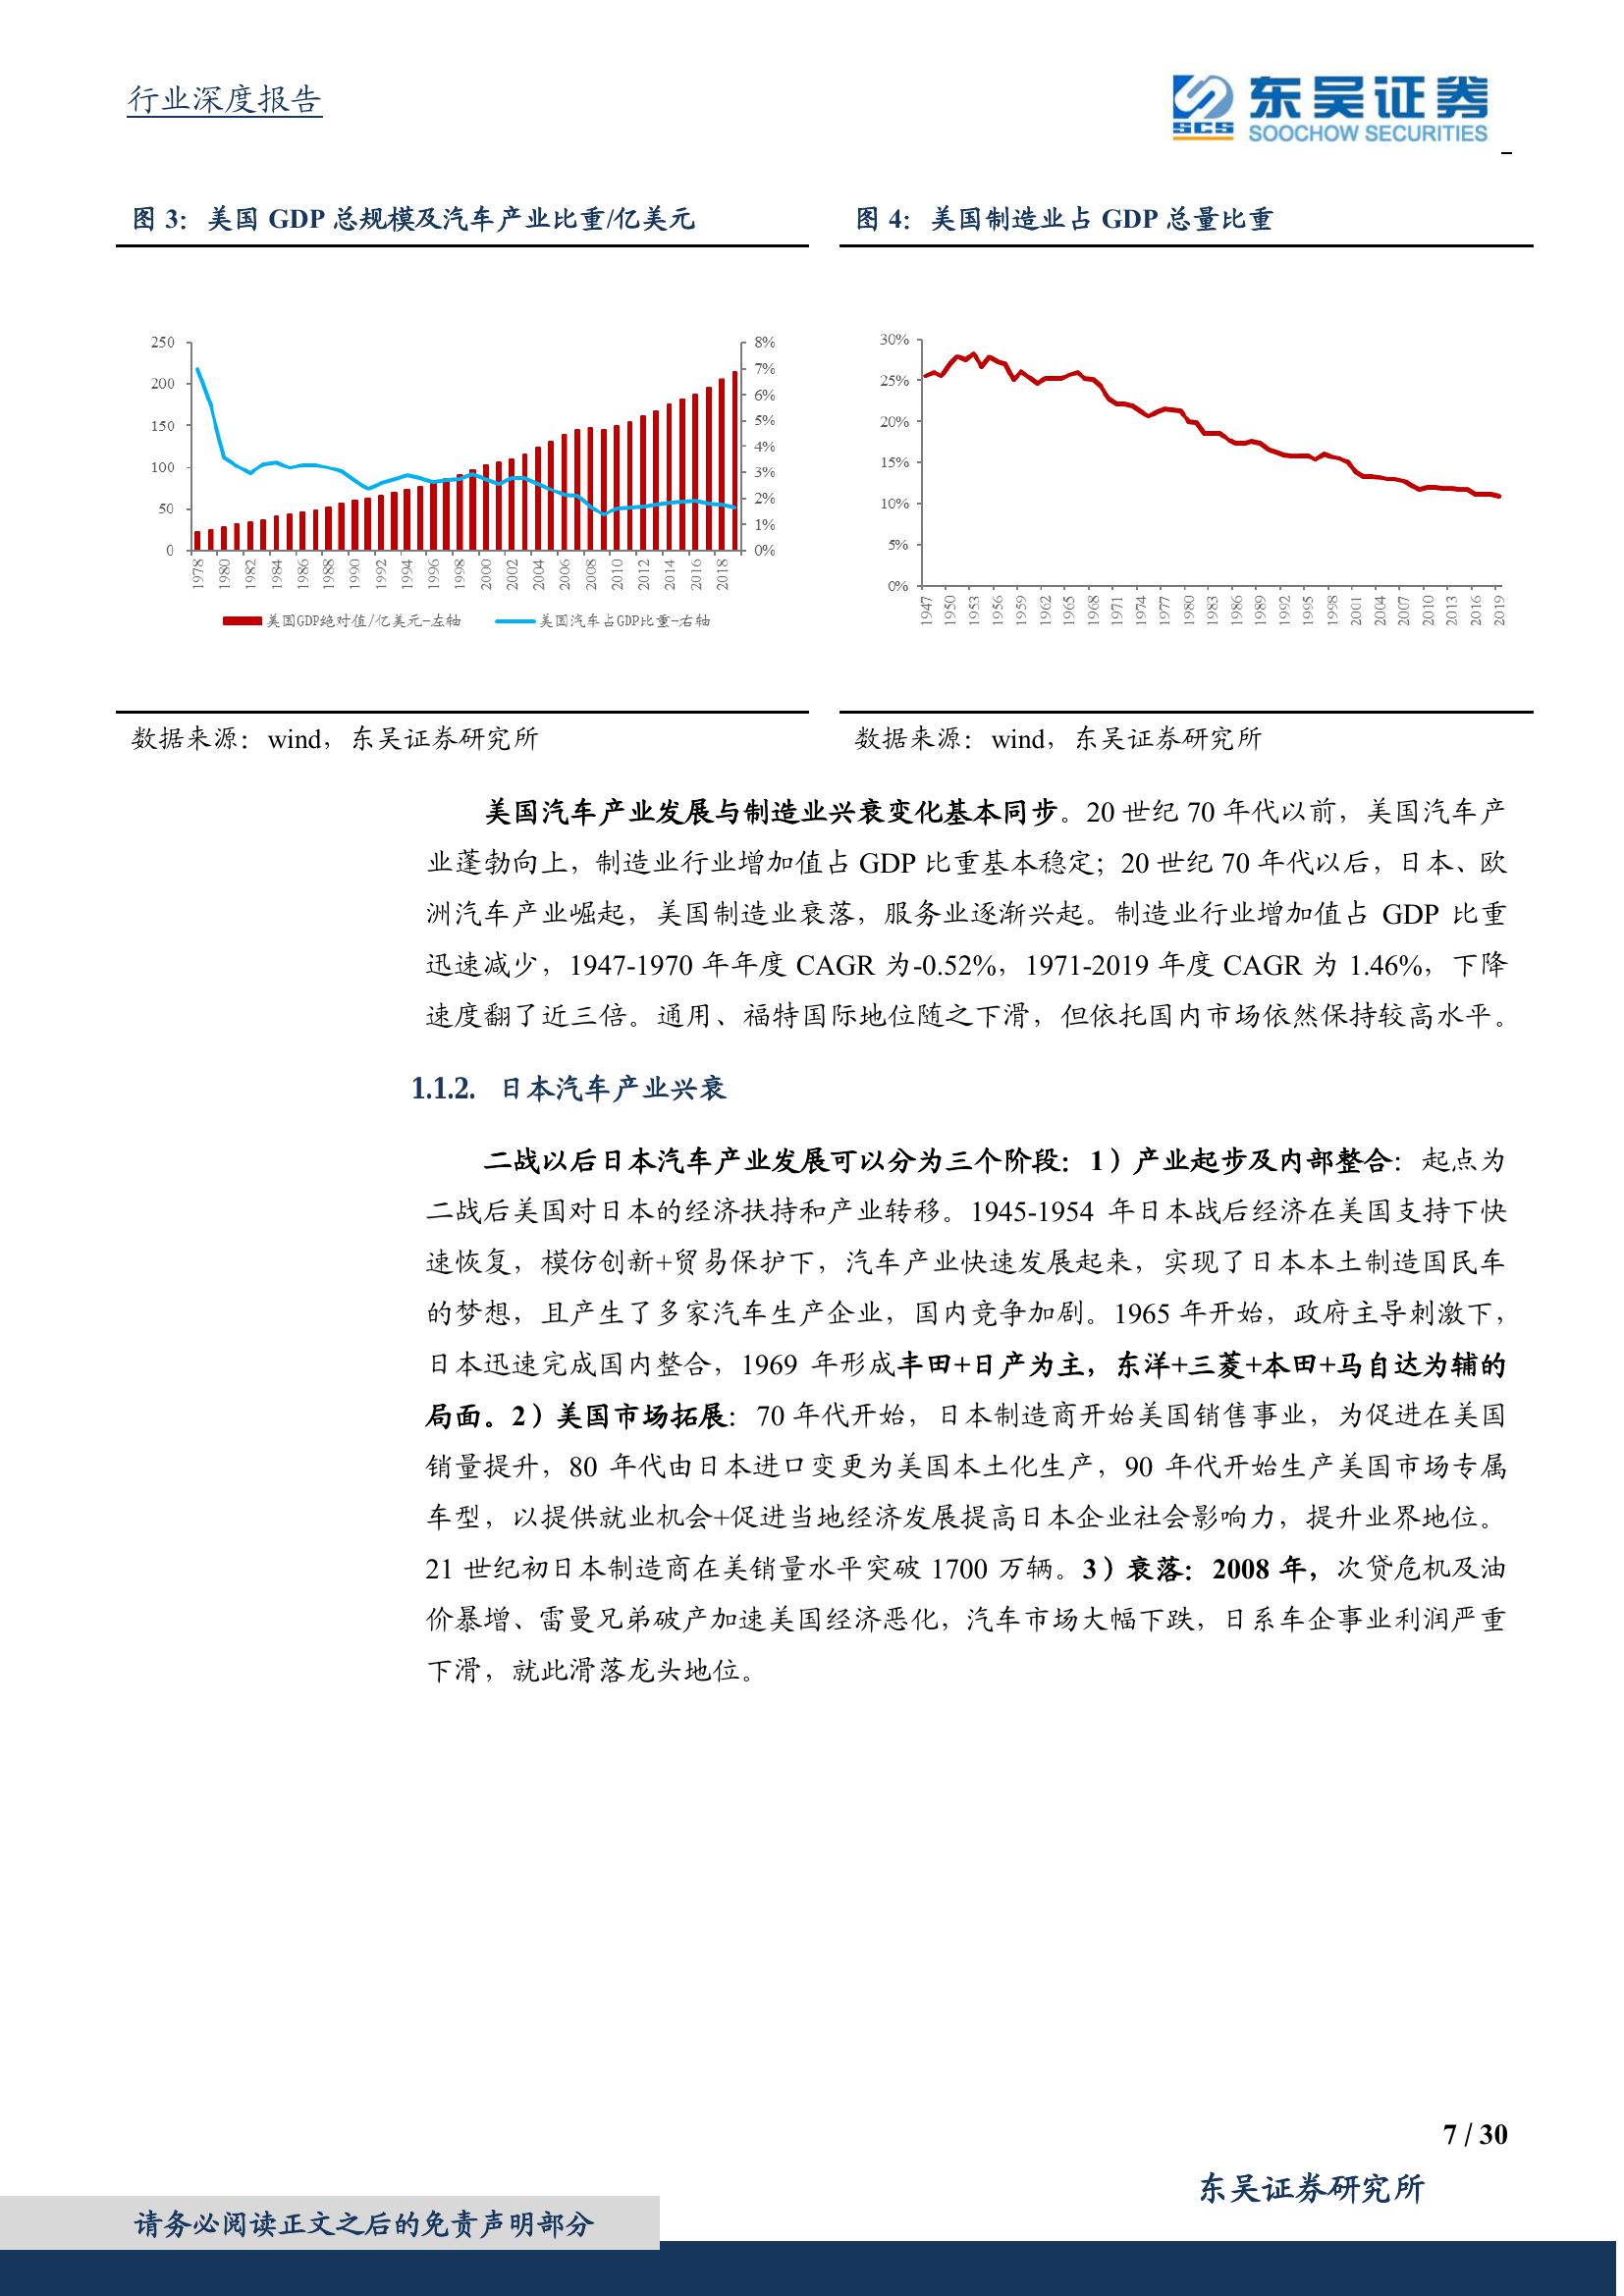 行业深度报告
SCS
东吴证券
SOOCHOW SECURITIES
图 3： 美国 GDP 总规模及汽车产业比重/亿美元
250
200
150
100
50
0
8%
7%
6%
5%
4%
3%
2%
1%
0%
1978 1980 1982 1984 1986 1988 1990 1992 1994 1996 1998 2000 2002 2004 2006 2008 2010 2012 2014 2016 2018
美国GDP绝对值/亿美元-左轴 美国汽车占GDP比重-右轴
数据来源：wind，东吴证券研究所
图 4： 美国制造业占 GDP 总量比重
30%
25%
20%
15%
10%
5%
0%
1947 1950 1953 1956 1959 1962 1965 1968 1971 1974 1977 1980 1983 1986 1989 1992 1995 1998 2001 2004 2007 2010 2013 2016 2019
数据来源：wind，东吴证券研究所
美国汽车产业发展与制造业兴衰变化基本同步。20 世纪 70 年代以前，美国汽车产
业蓬勃向上，制造业行业增加值占 GDP 比重基本稳定；20 世纪 70 年代以后，日本、欧
洲汽车产业崛起，美国制造业衰落，服务业逐渐兴起。制造业行业增加值占 GDP 比重
迅速减少，1947-1970 年年度 CAGR 为-0.52%，1971-2019 年度 CAGR 为 1.46%，下降
速度翻了近三倍。通用、福特国际地位随之下滑，但依托国内市场依然保持较高水平。
1.1.2. 日本汽车产业兴衰
二战以后日本汽车产业发展可以分为三个阶段：1）产业起步及内部整合：起点为
二战后美国对日本的经济扶持和产业转移。1945-1954 年日本战后经济在美国支持下快
速恢复，模仿创新+贸易保护下，汽车产业快速发展起来，实现了日本本土制造国民车
的梦想，且产生了多家汽车生产企业，国内竞争加剧。1965 年开始，政府主导刺激下，
日本迅速完成国内整合，1969 年形成丰田+日产为主，东洋+三菱+本田+马自达为辅的
局面。2）美国市场拓展：70 年代开始，日本制造商开始美国销售事业，为促进在美国
销量提升，80 年代由日本进口变更为美国本土化生产，90 年代开始生产美国市场专属
车型，以提供就业机会+促进当地经济发展提高日本企业社会影响力，提升业界地位。
21 世纪初日本制造商在美销量水平突破 1700 万辆。3）衰落：2008 年，次贷危机及油
价暴增、雷曼兄弟破产加速美国经济恶化，汽车市场大幅下跌，日系车企事业利润严重
下滑，就此滑落龙头地位。
7 / 30
东吴证券研究所
请务必阅读正文之后的免责声明部分